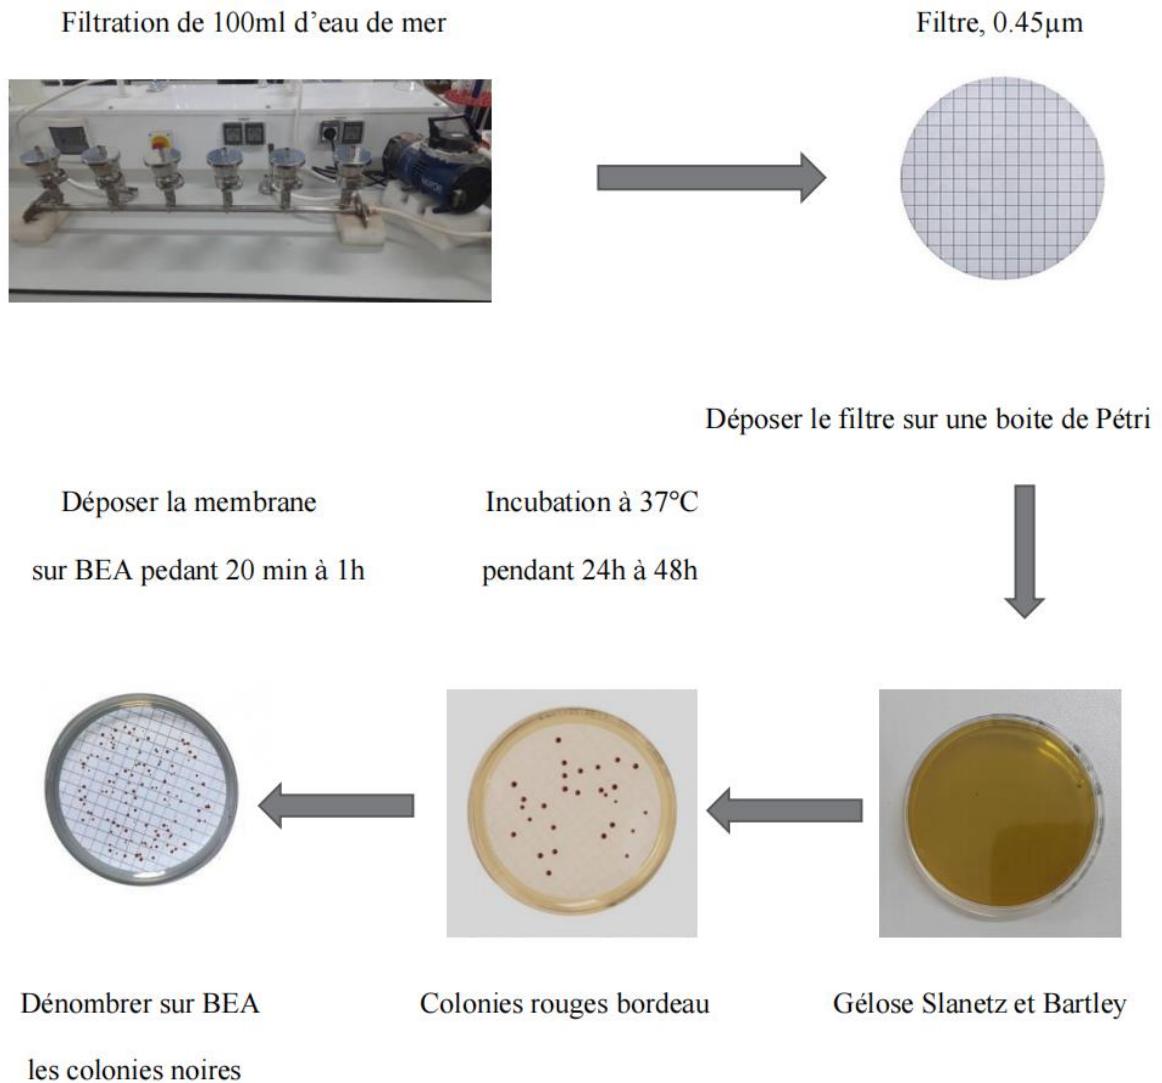 Filtration de 100ml d’eau de mer
Filtre, 0.45µm
Déposer le filtre sur une boite de Pétri
Déposer la membrane
sur BEA pedant 20 min à 1h
Incubation à 37°C
pendant 24h à 48h
Dénombrer sur BEA
les colonies noires
Colonies rouges bordeau
Gélose Slanetz et Bartley